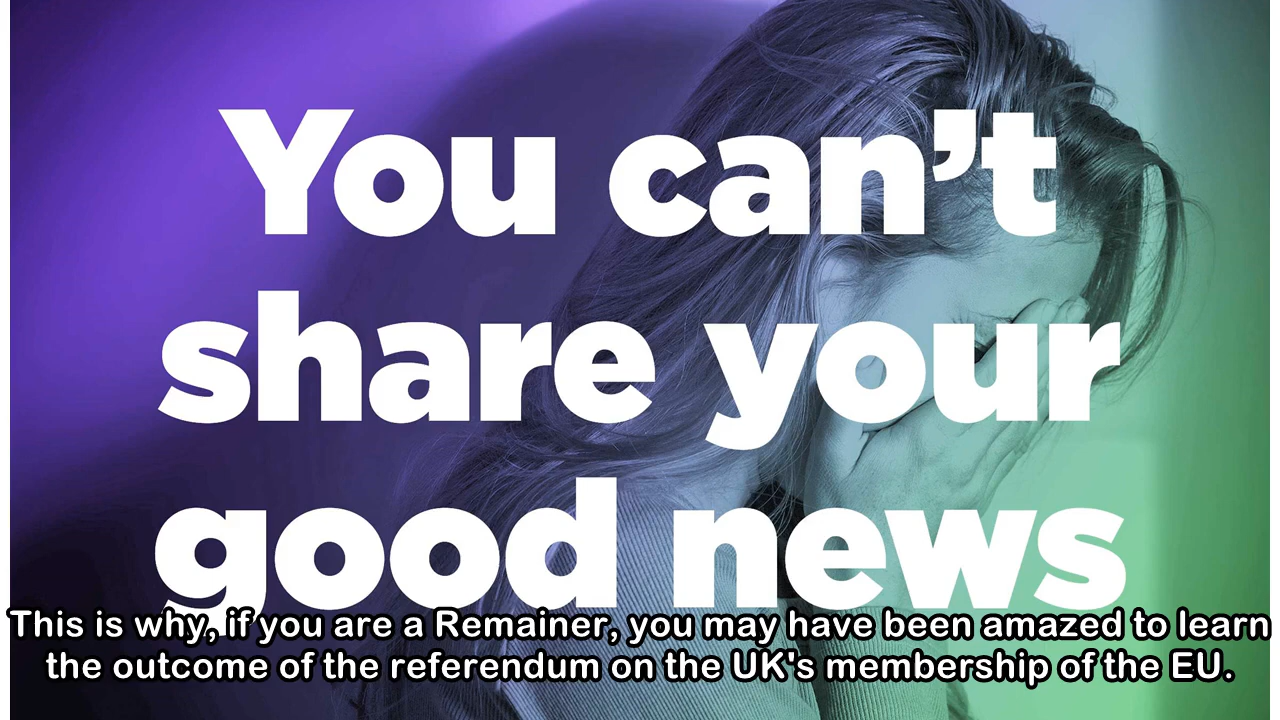 You can’t
share your
good news
This is why, if you are a Remainer, you may have been amazed to learn
the outcome of the referendum on the UK's membership of the EU.